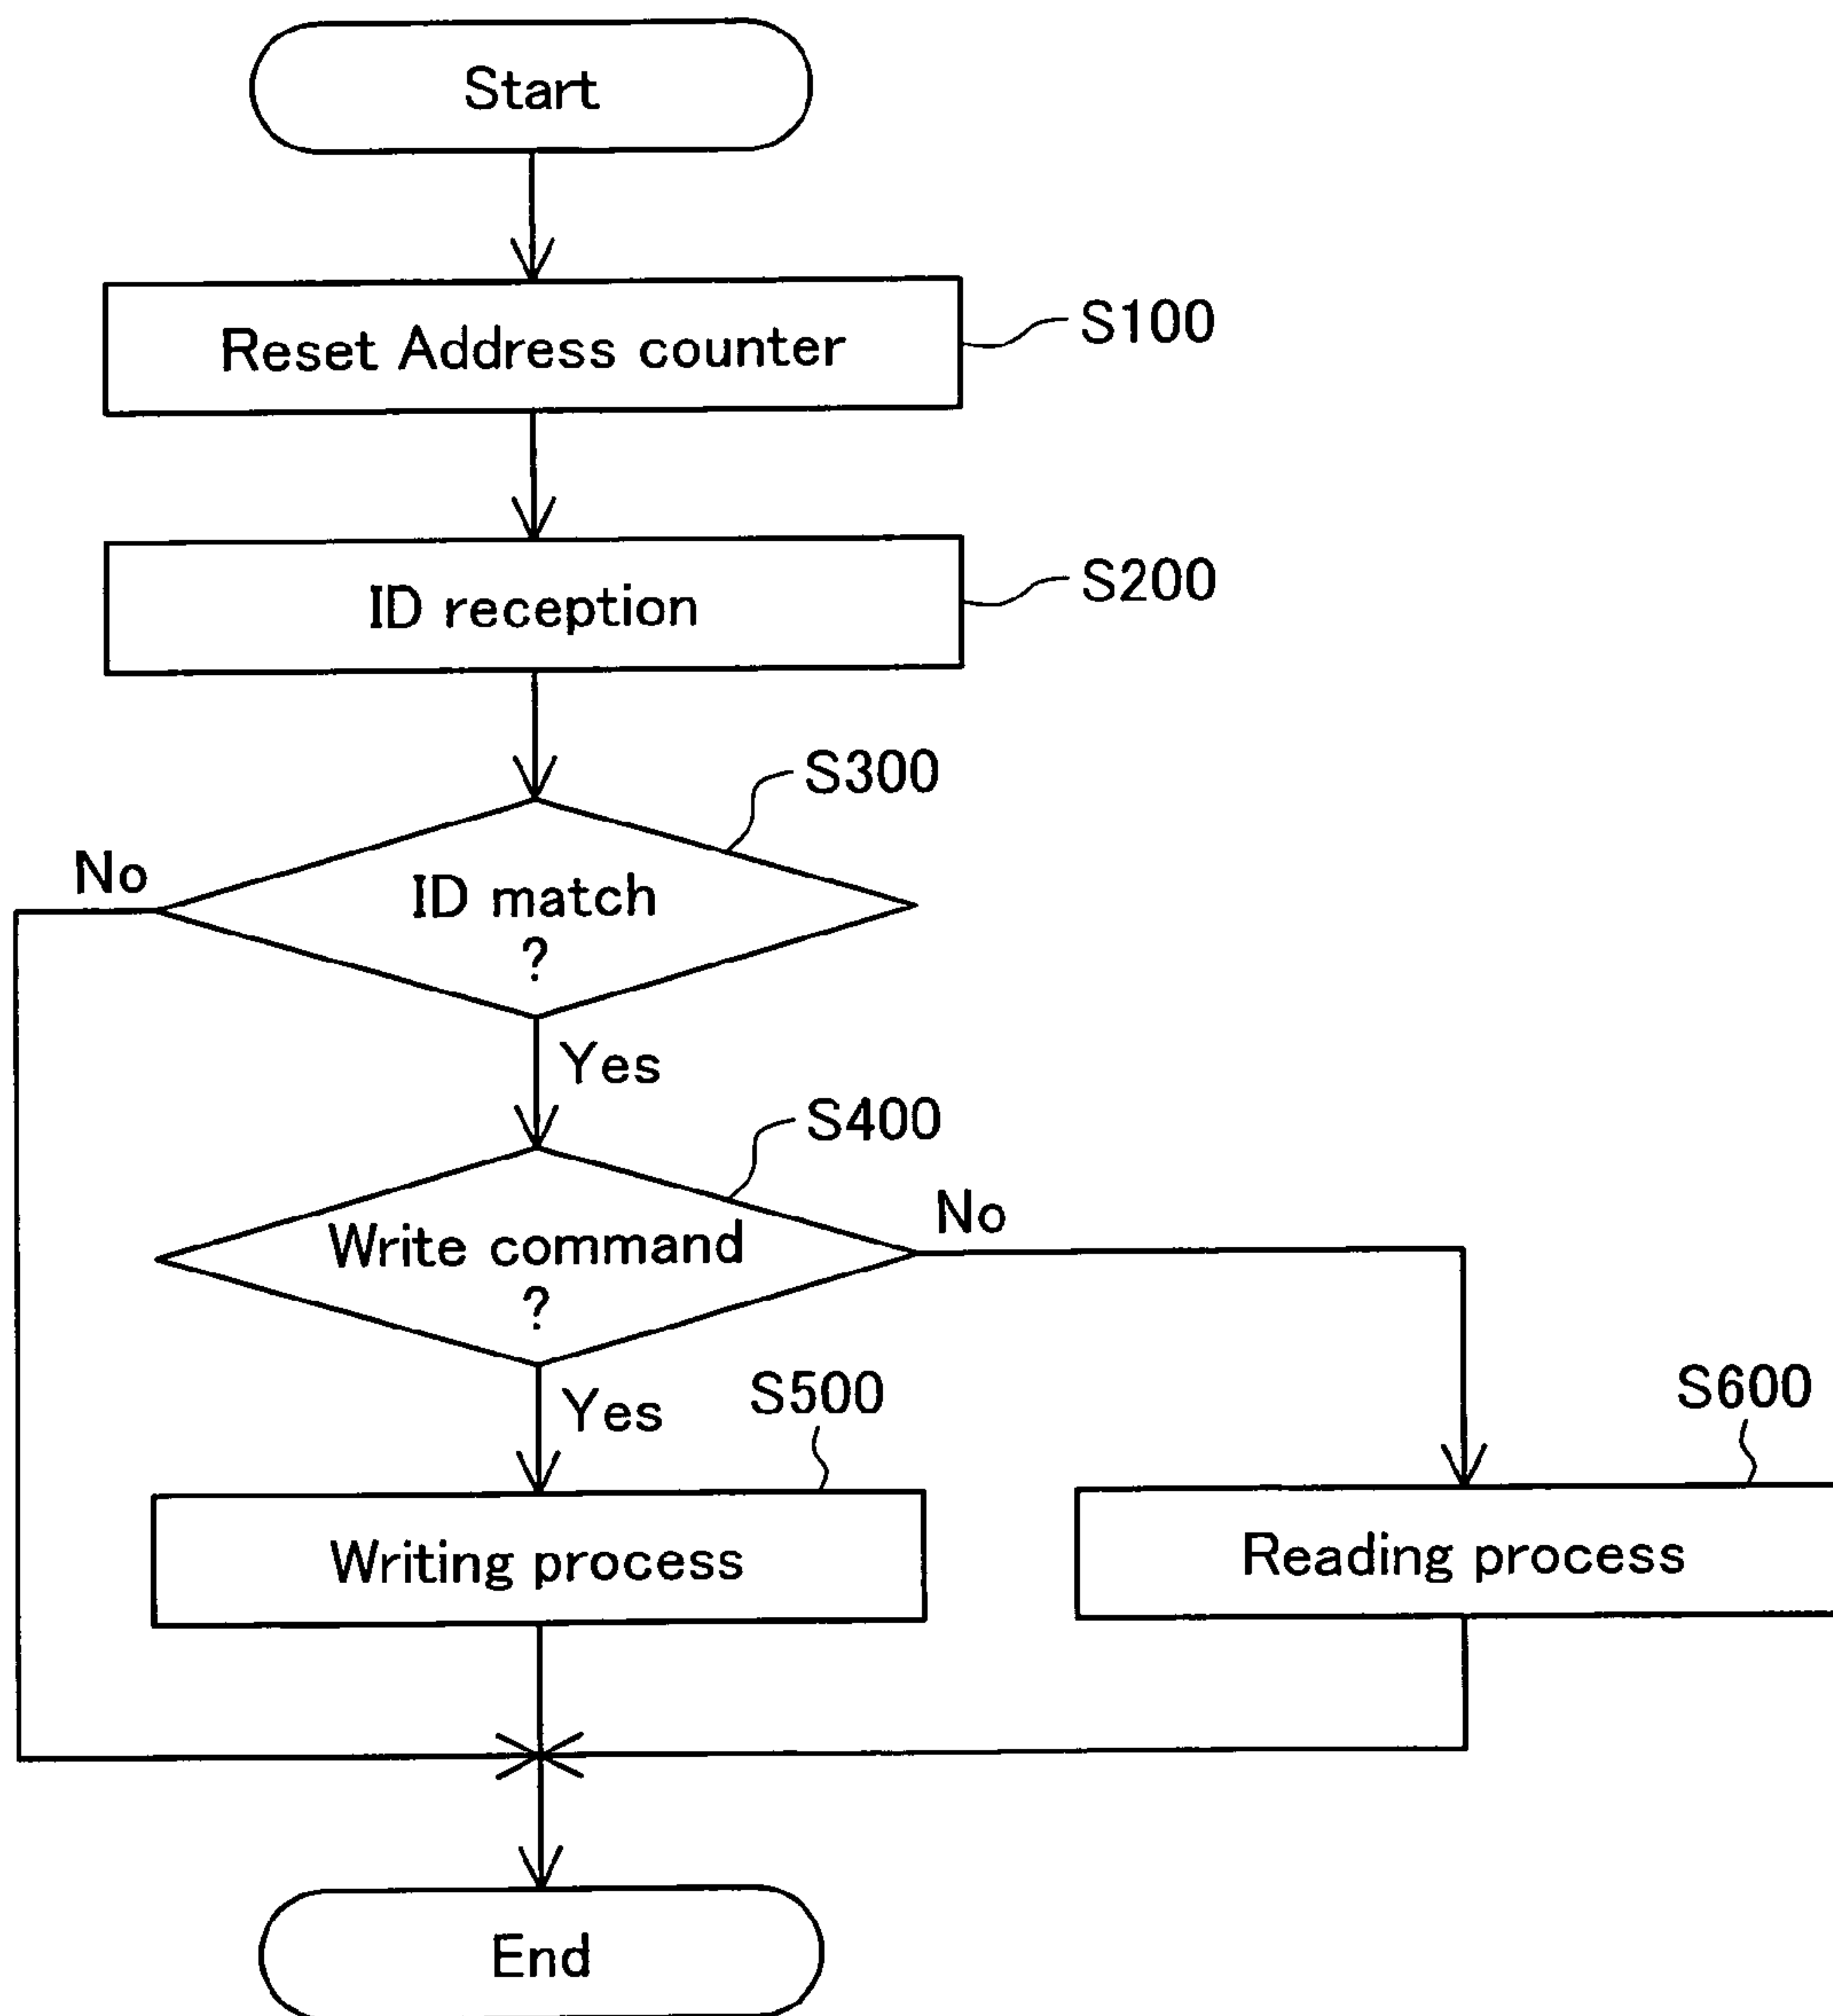 Start
Reset Address counter
S100
ID reception
S200
S300
No
ID match
?
Yes
S400
No
Write command
?
Yes
S500
S600
Writing process
Reading process
End